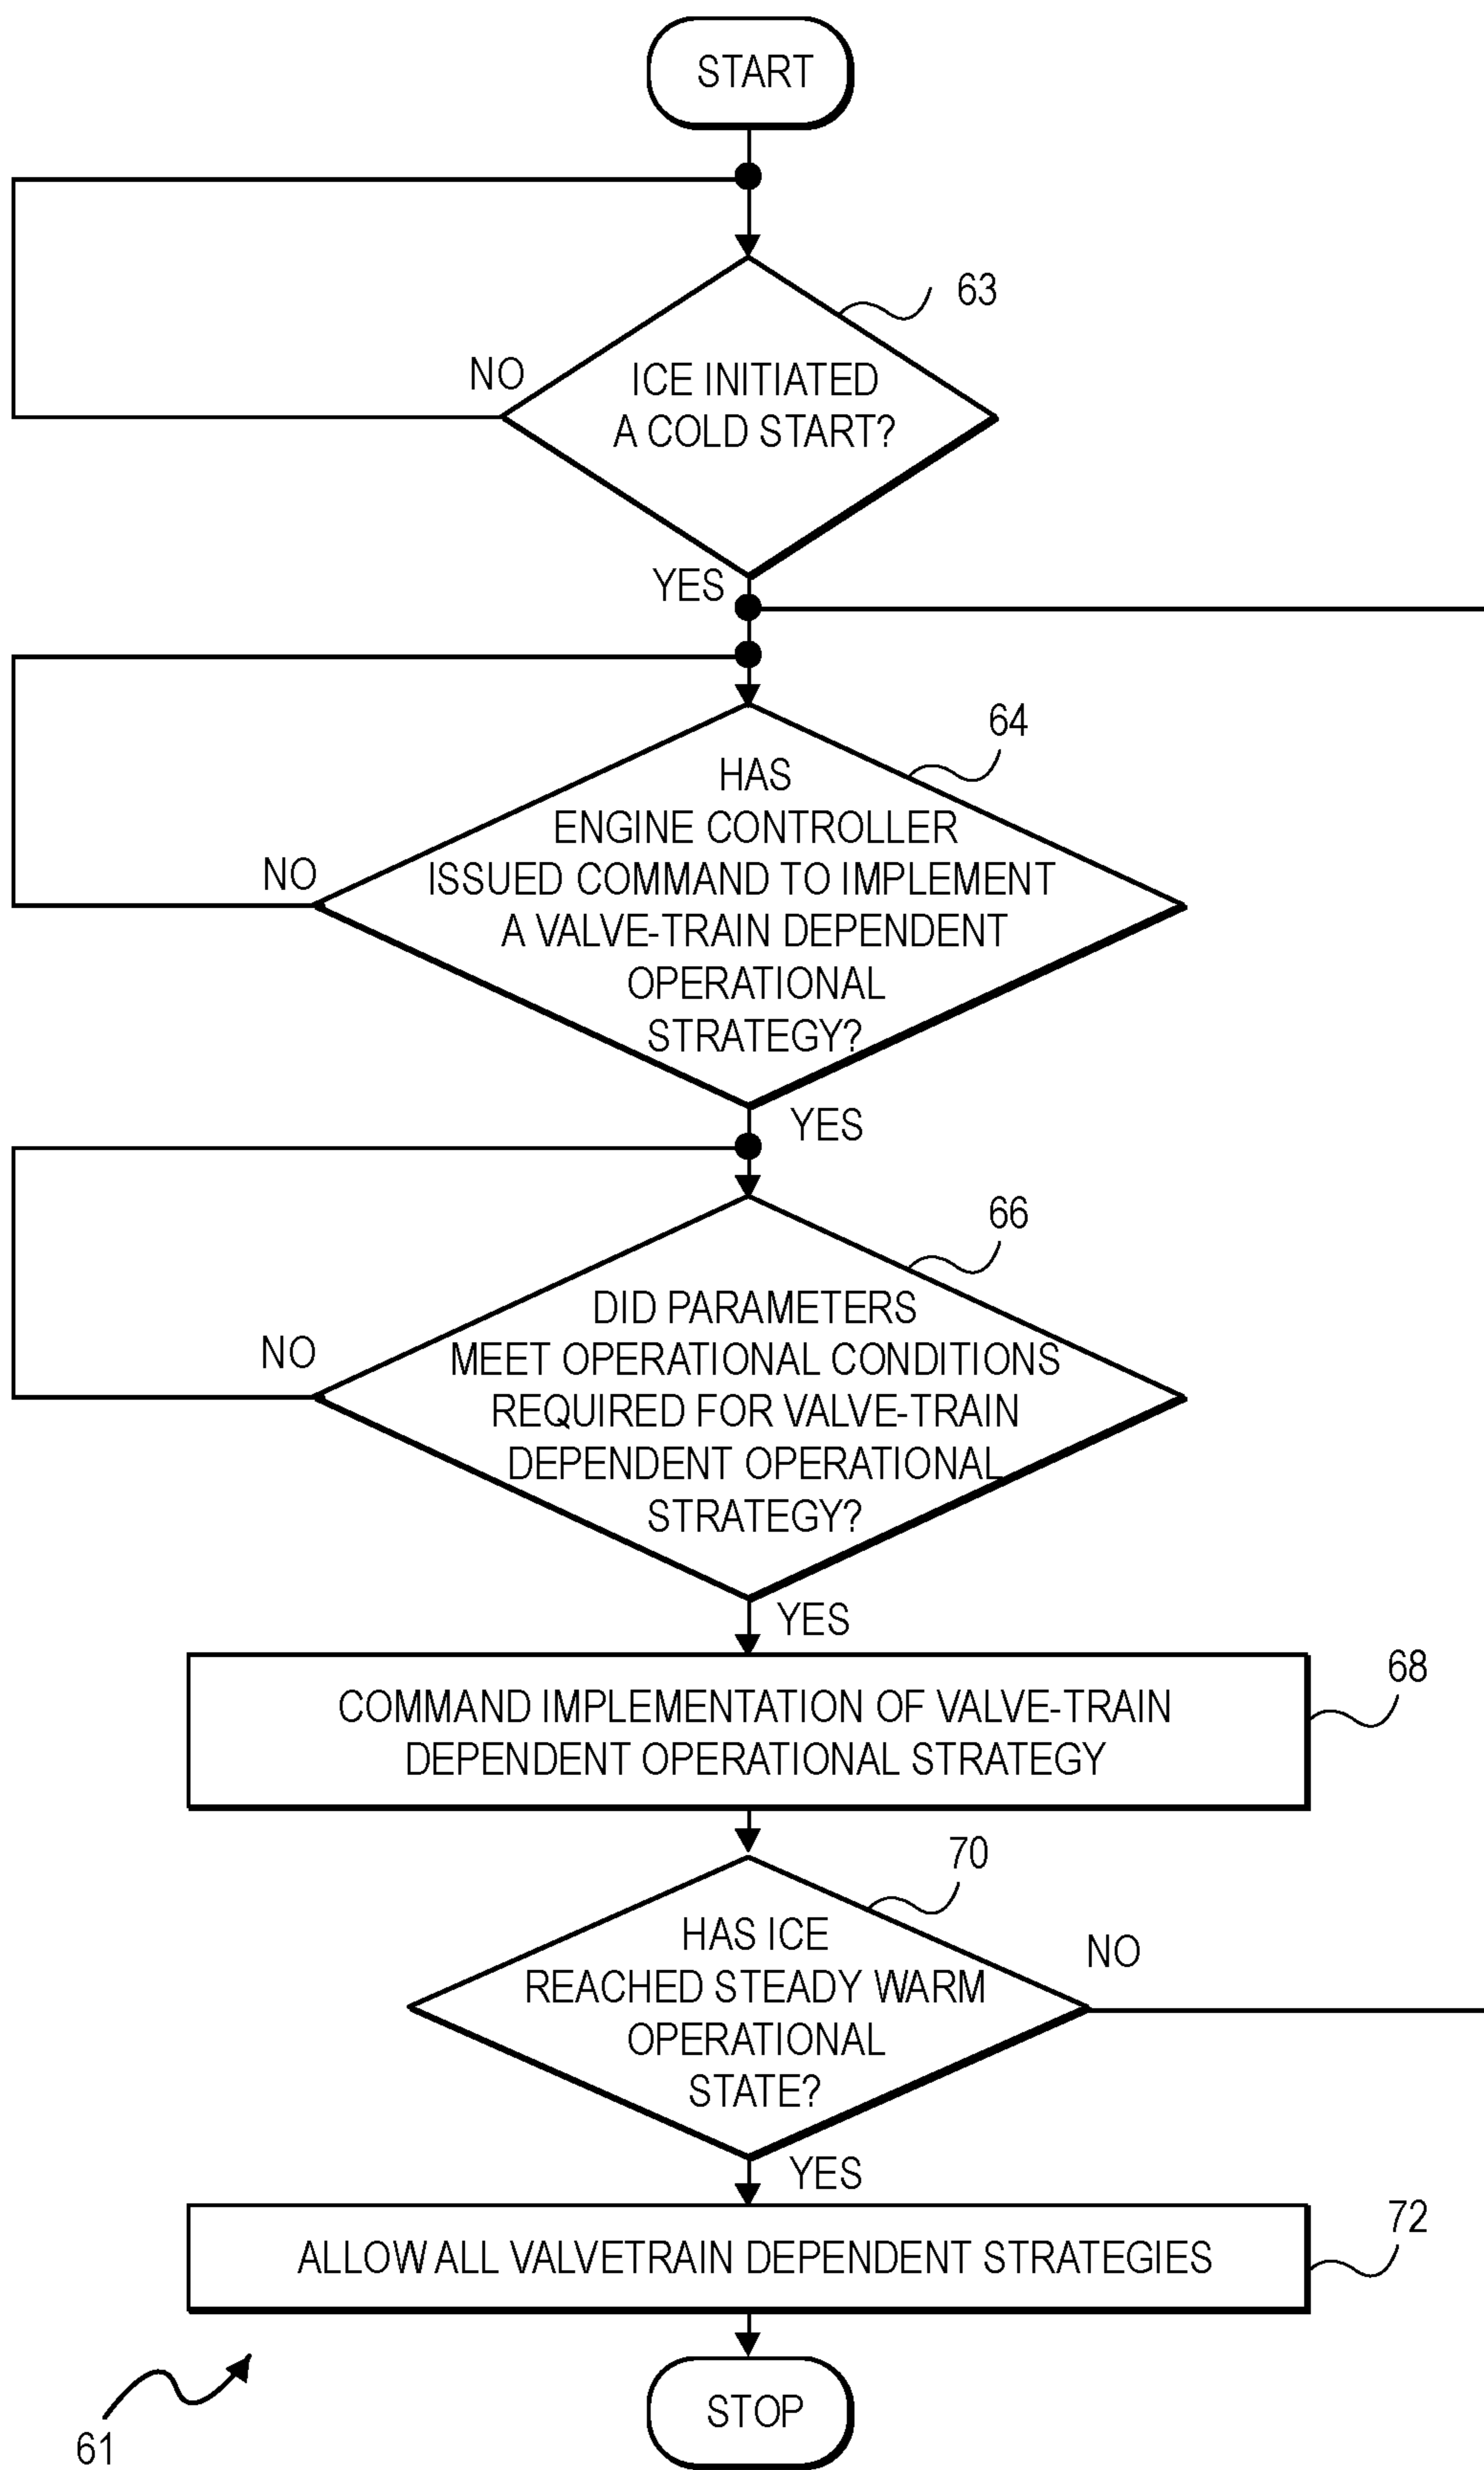 START
63
NO
ICE INITIATED
A COLD START?
YES
64
HAS
ENGINE CONTROLLER
NO
ISSUED COMMAND TO IMPLEMENT
A VALVE-TRAIN DEPENDENT
OPERATIONAL
STRATEGY?
YES
66
DID PARAMETERS
NO
MEET OPERATIONAL CONDITIONS
REQUIRED FOR VALVE-TRAIN
DEPENDENT OPERATIONAL
STRATEGY?
YES
68
COMMAND IMPLEMENTATION OF VALVE-TRAIN
DEPENDENT OPERATIONAL STRATEGY
70
HAS ICE
NO
REACHED STEADY WARM
OPERATIONAL
STATE?
YES
72
ALLOW ALL VALVETRAIN DEPENDENT STRATEGIES
STOP
61